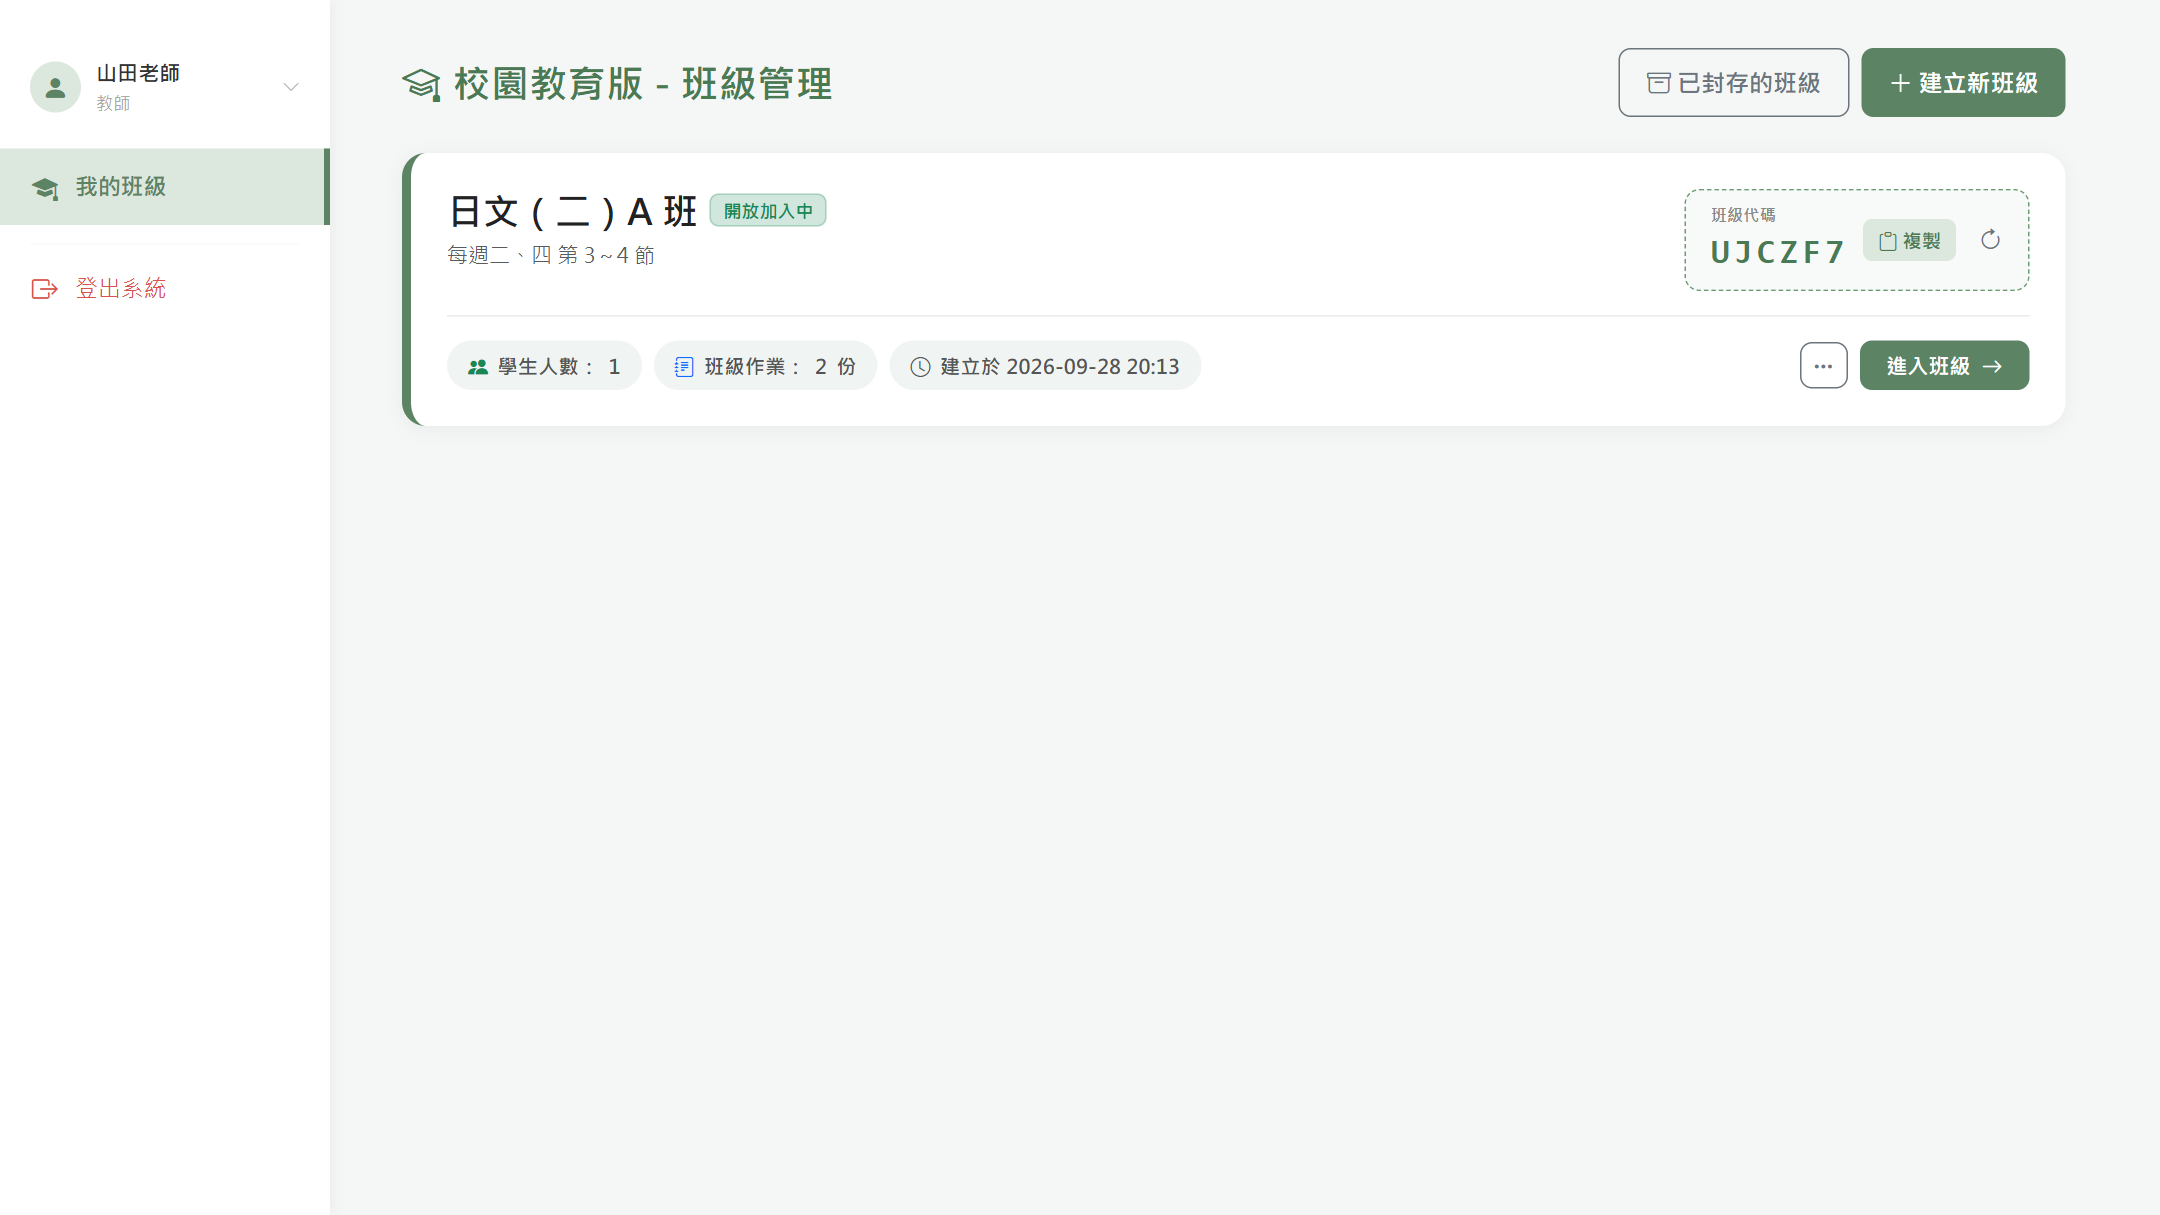 山田老師
教師
我的班級
登出系統
校園教育版 - 班級管理
已封存的班級
建立新班級
日文（二）A 班
開放加入中
每週二、四 第 3～4 節
班級代碼
UJCZF7
複製
學生人數： 1
班級作業： 2 份
建立於 2026-09-28 20:13
進入班級